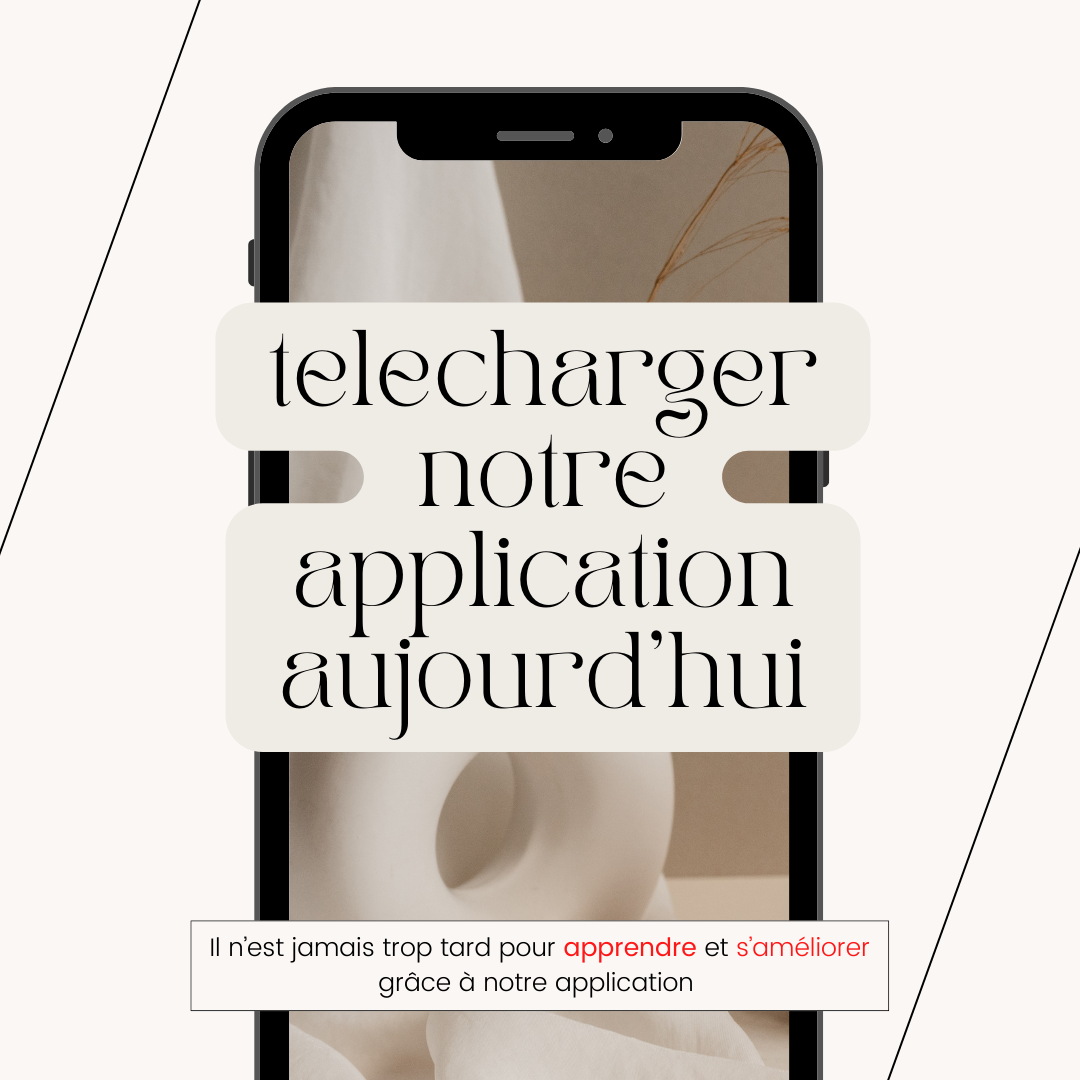 telecharger
notre
application
aujourd’hui
Il n’est jamais trop tard pour apprendre et s’améliorer
grâce à notre application